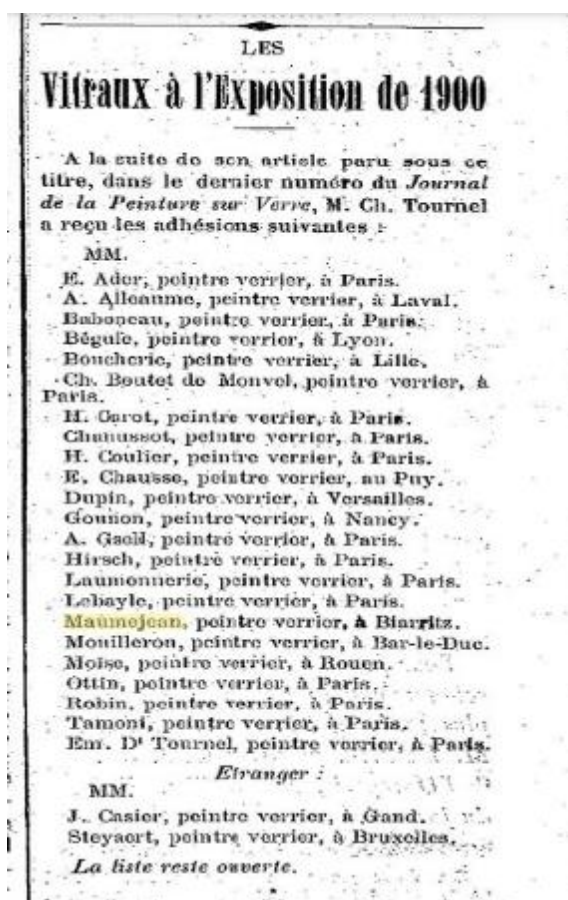 LES
Vitraux à l'Exposition de 1900
A la suite de son article paru sous ce
titre, dans le dernier numéro du Journal
de la Peinture sur Verre, M. Ch. Tournel
a reçu les adhésions suivantes :
MM.
E. Ader, peintre verrier, à Paris.
A. Alleaume, peintre verrier, à Laval.
Baboneau, peintre verrier, à Paris.
Bégule, peintre verrier, à Lyon.
Boucherie, peintre verrier, à Lille.
Ch. Boutet de Monvel, peintre verrier, à
Paris.
H. Carot, peintre verrier, à Paris.
Chanussot, peintre verrier, à Paris.
H. Coulier, peintre verrier, à Paris.
E. Chausse, peintre verrier, au Puy.
Dupin, peintre verrier, à Versailles.
Gounon, peintre verrier, à Nancy.
A. Gsell, peintre verrier, à Paris.
Hirsch, peintre verrier, à Paris.
Laumonnerie, peintre verrier, à Paris.
Lebayle, peintre verrier, à Paris.
Maumejean, peintre verrier, à Biarritz.
Mouilleron, peintre verrier, à Bar-le-Duc.
Moïse, peintre verrier, à Rouen.
Ottin, peintre verrier, à Paris.
Robin, peintre verrier, à Paris.
Tamoni, peintre verrier, à Paris.
Em. Dl Tournel, peintre verrier, à Paris.
Etranger :
MM.
J. Casier, peintre verrier, à Gand.
Steyaert, peintre verrier, à Bruxelles.
La liste reste ouverte.